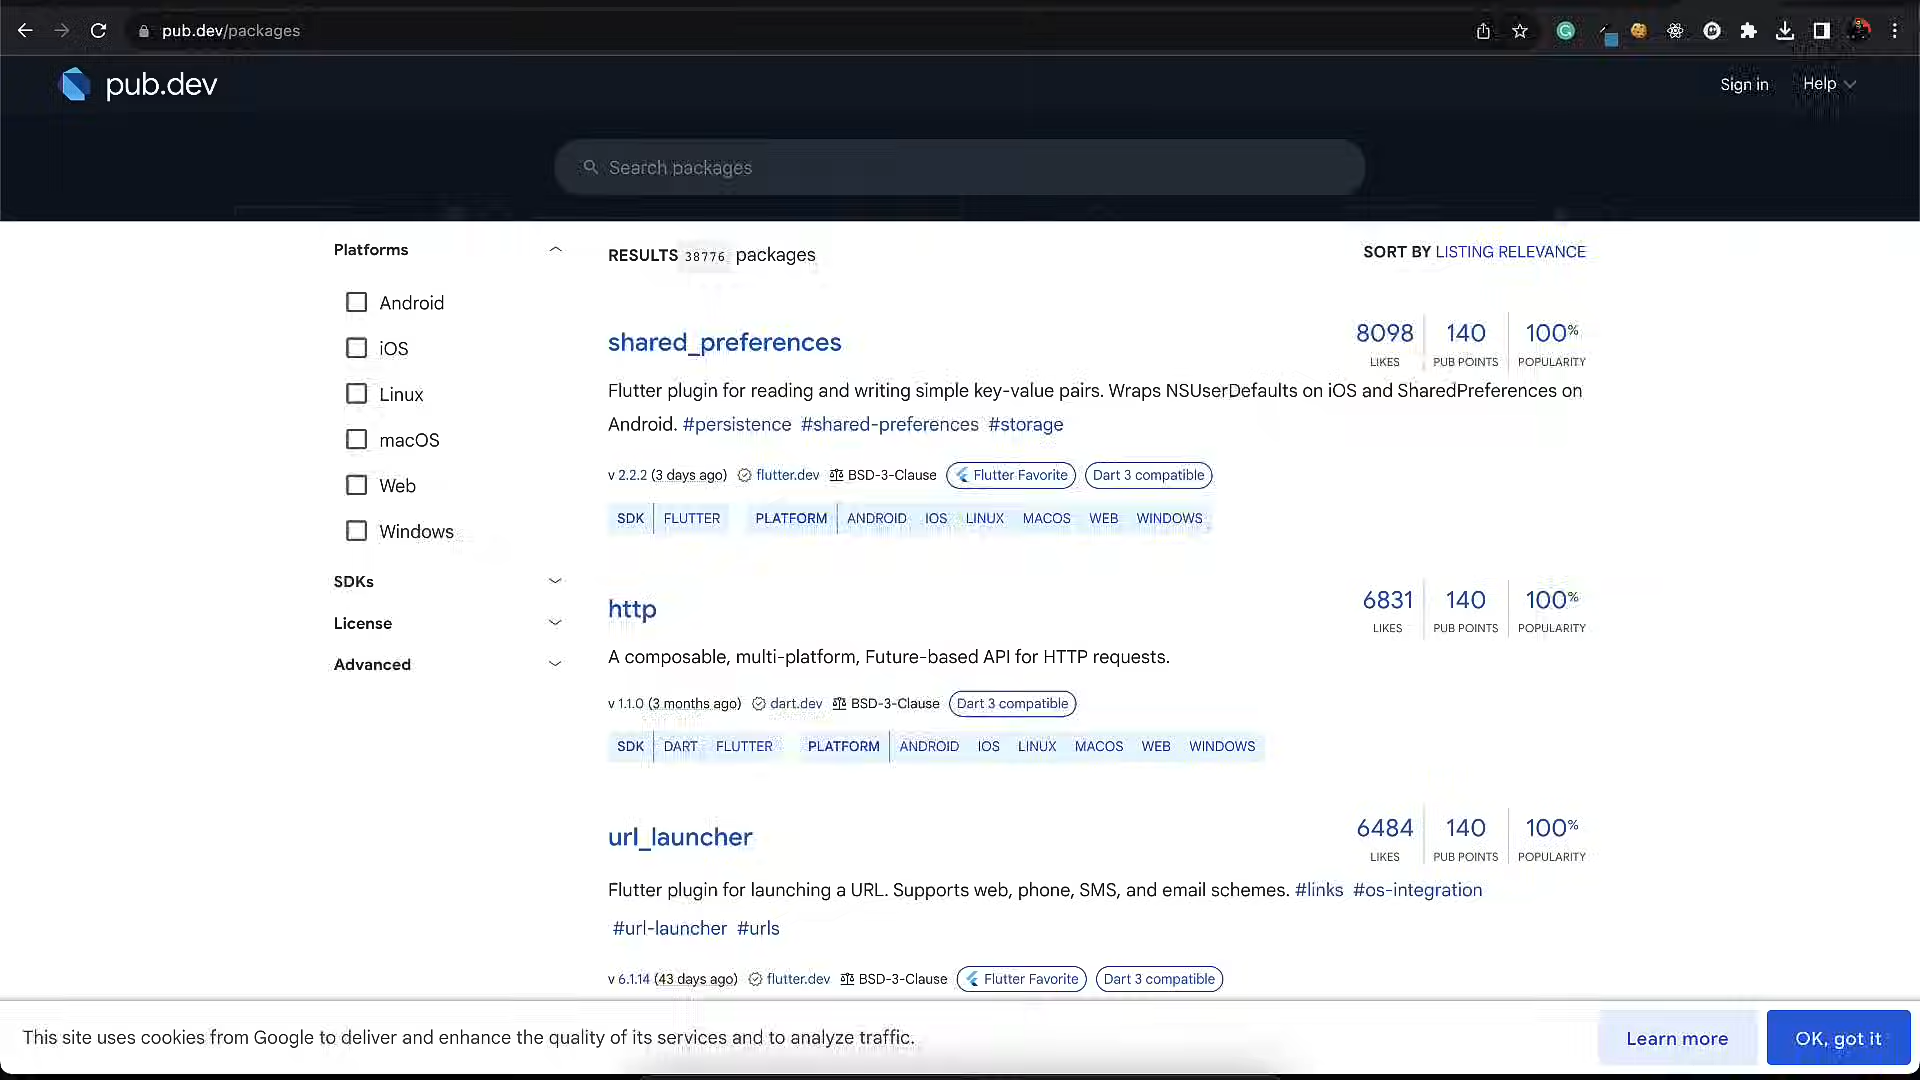 pub.dev/packages
pub.dev
Sign in
Help
Search packages
Platforms
Android
iOS
Linux
macOS
Web
Windows
SDKs
License
Advanced
RESULTS 38776 packages
SORT BY LISTING RELEVANCE
shared_preferences
8098 140 100%
LIKES PUB POINTS POPULARITY
Flutter plugin for reading and writing simple key-value pairs. Wraps NSUserDefaults on iOS and SharedPreferences on
Android. #persistence #shared-preferences #storage
v 2.2.2 (3 days ago) flutter.dev BSD-3-Clause Flutter Favorite Dart 3 compatible
SDK FLUTTER PLATFORM ANDROID IOS LINUX MACOS WEB WINDOWS
http
6831 140 100%
LIKES PUB POINTS POPULARITY
A composable, multi-platform, Future-based API for HTTP requests.
v 1.1.0 (3 months ago) dart.dev BSD-3-Clause Dart 3 compatible
SDK DART FLUTTER PLATFORM ANDROID IOS LINUX MACOS WEB WINDOWS
url_launcher
6484 140 100%
LIKES PUB POINTS POPULARITY
Flutter plugin for launching a URL. Supports web, phone, SMS, and email schemes. #links #os-integration
#url-launcher #urls
v 6.1.14 (43 days ago) flutter.dev BSD-3-Clause Flutter Favorite Dart 3 compatible
This site uses cookies from Google to deliver and enhance the quality of its services and to analyze traffic.
Learn more
OK, got it